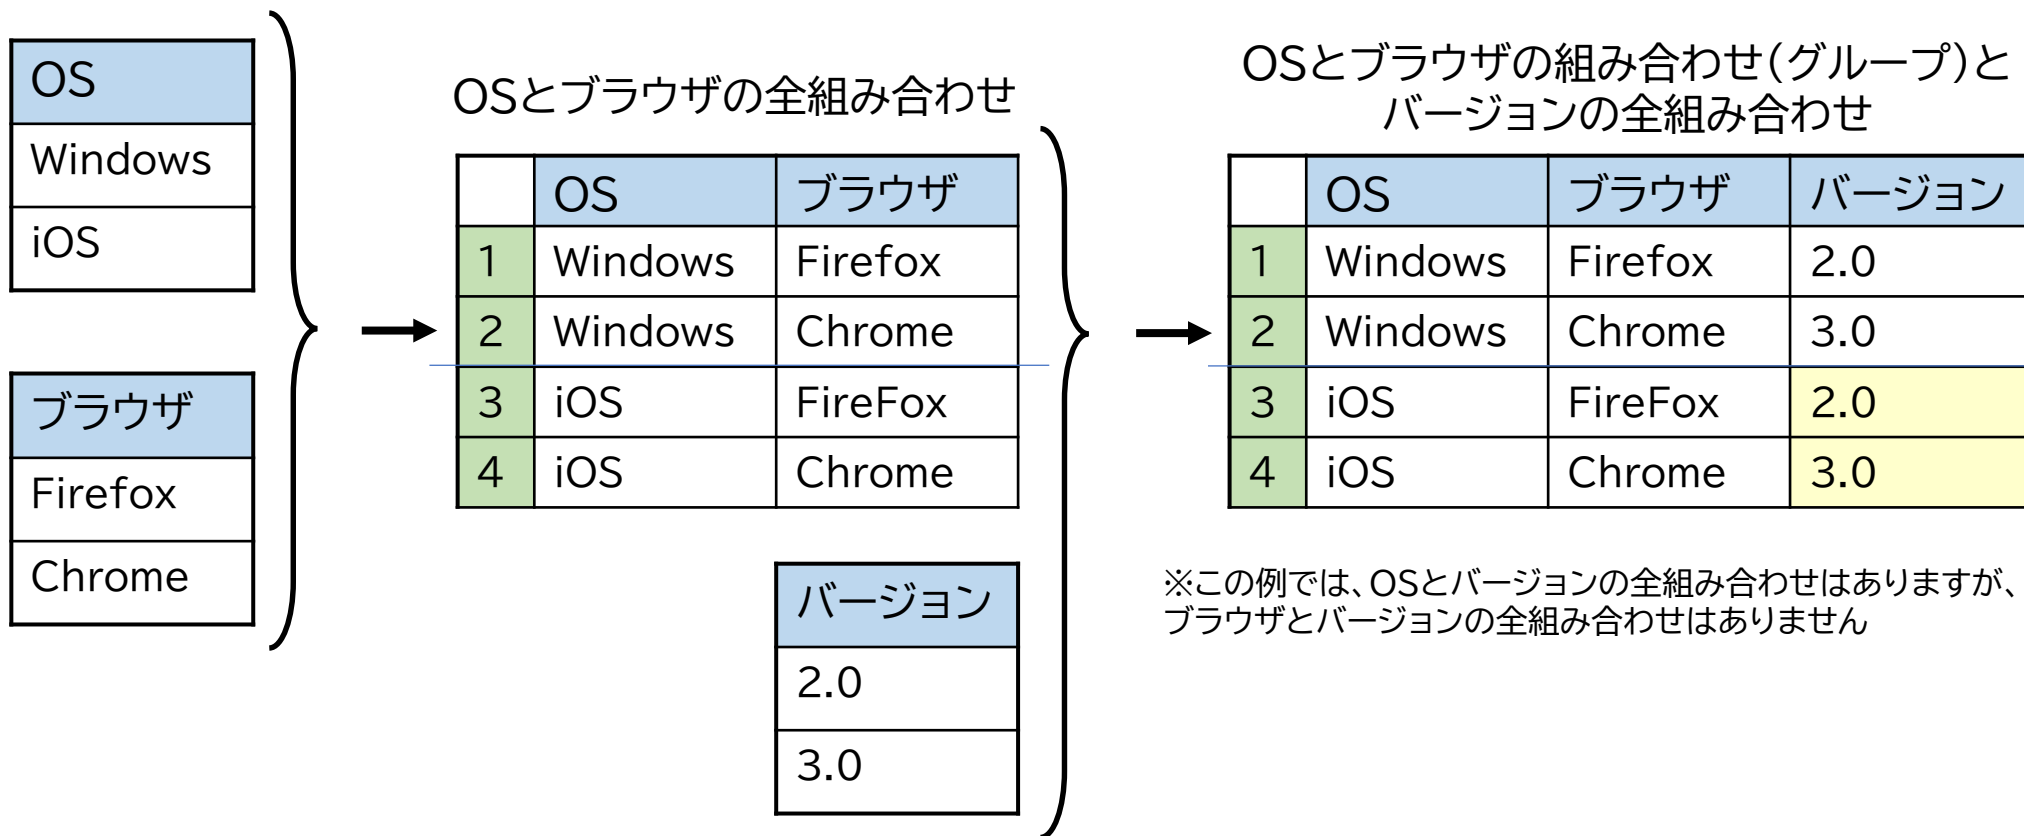 OS
Windows
iOS
ブラウザ
Firefox
Chrome
OSとブラウザの全組み合わせ
OS ブラウザ
1 Windows Firefox
2 Windows Chrome
3 iOS FireFox
4 iOS Chrome
バージョン
2.0
3.0
OSとブラウザの組み合わせ(グループ)と
バージョンの全組み合わせ
OS ブラウザ バージョン
1 Windows Firefox 2.0
2 Windows Chrome 3.0
3 iOS FireFox 2.0
4 iOS Chrome 3.0
※この例では、OSとバージョンの全組み合わせはありますが、
ブラウザとバージョンの全組み合わせはありません